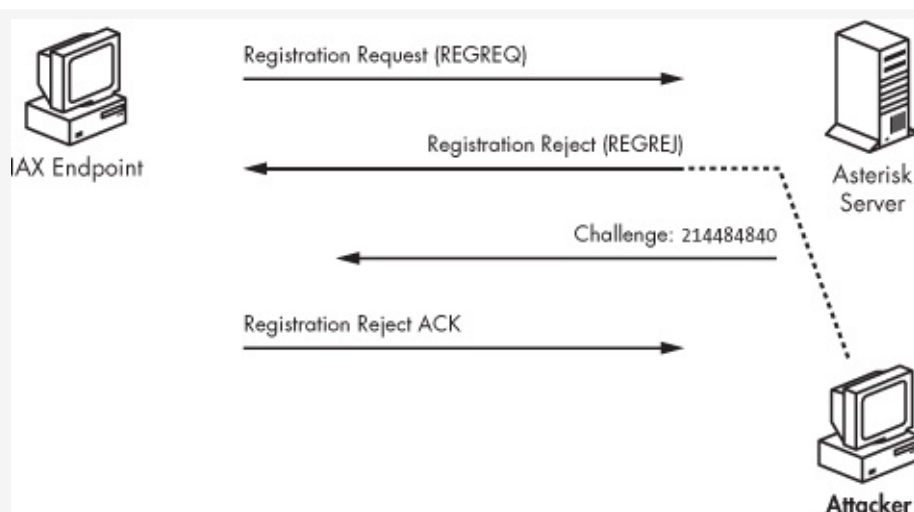 Registration Request (REGREQ)
Registration Reject (REGREJ)
IAX Endpoint
Asterisk
Server
Challenge: 214484840
Registration Reject ACK
Attacker